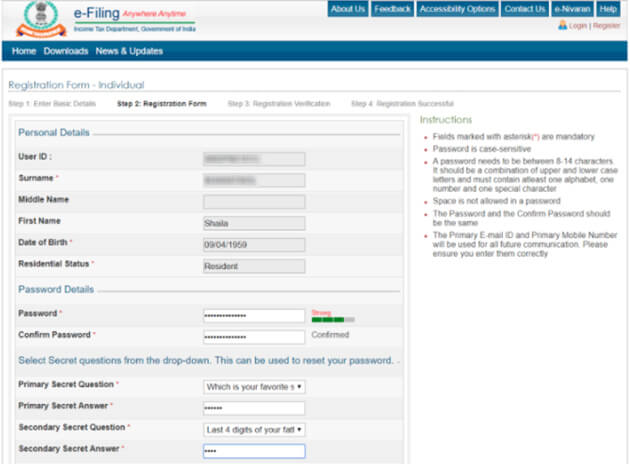 e-Filing Anywhere Anytime
Income Tax Department, Government of India
About Us Feedback Accessibility Options Contact Us e-Nivaran Help
Login | Register
Home Downloads News & Updates
Registration Form - Individual
Step 1: Enter Basic Details Step 2: Registration Form Step 3: Registration Verification Step 4: Registration Successful
Personal Details
User ID :
Surname *
Middle Name
First Name Shaila
Date of Birth * 09/04/1959
Residential Status * Resident
Password Details
Password * Strong
Confirm Password * Confirmed
Select Secret questions from the drop-down. This can be used to reset your password.
Primary Secret Question * Which is your favorite s
Primary Secret Answer *
Secondary Secret Question * Last 4 digits of your fatl
Secondary Secret Answer *
Instructions
Fields marked with asterisk(*) are mandatory
Password is case-sensitive
A password needs to be between 8-14 characters.
It should be a combination of upper and lower case
letters and must contain atleast one alphabet, one
number and one special character
Space is not allowed in a password
The Password and the Confirm Password should
be the same
The Primary E-mail ID and Primary Mobile Number
will be used for all future communication. Please
ensure you enter them correctly